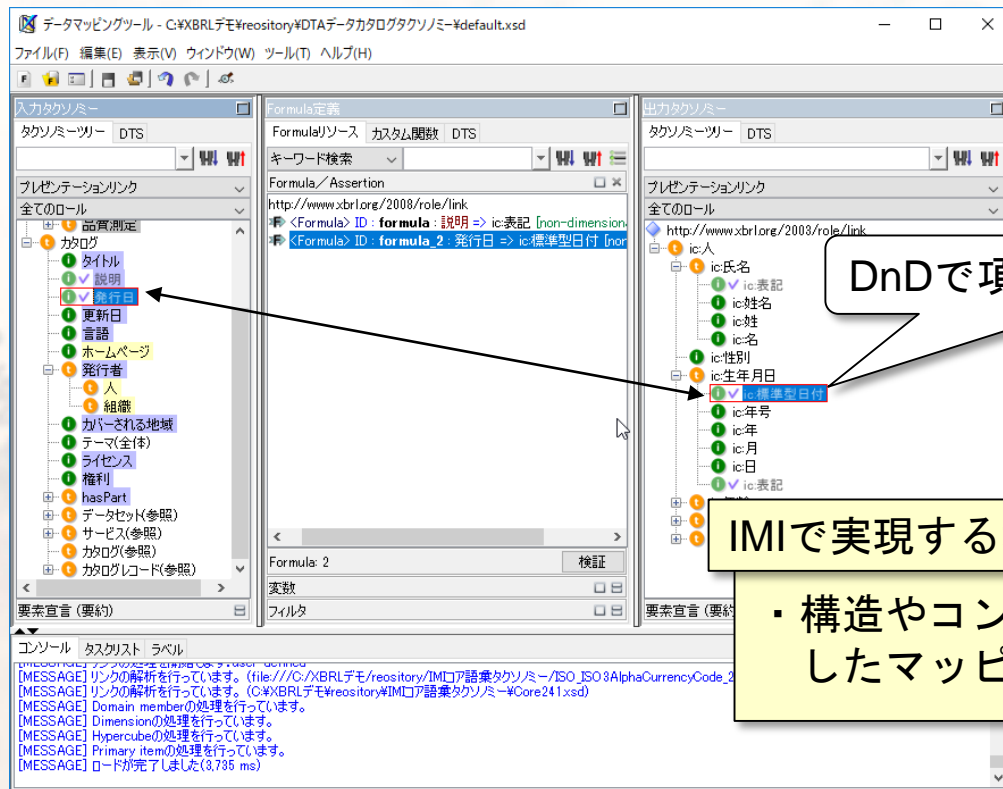 データマッピングツール - C:¥XBRLデモ¥reository¥DTAデータカタログタクソノミー¥default.xsd
ファイル(F) 編集(E) 表示(V) ウィンドウ(W) ツール(T) ヘルプ(H)
入力タクソノミー
タクソノミーツリー DTS
プレゼンテーションリンク
全てのロール
品質測定
カタログ
タイトル
説明
発行日
更新日
言語
ホームページ
発行者
人
組織
カバーされる地域
テーマ(全体)
ライセンス
権利
hasPart
データセット(参照)
サービス(参照)
カタログ(参照)
カタログレコード(参照)
要素宣言 (要約)
Formula定義
Formulaリソース カスタム関数 DTS
キーワード検索
Formula／Assertion
http://www.xbrl.org/2008/role/link
<Formula> ID : formula : 説明 => ic:表記 [non-dimension
<Formula> ID : formula_2 : 発行日 => ic:標準型日付 [nor
Formula: 2 検証
変数
フィルタ
出力タクソノミー
タクソノミーツリー DTS
プレゼンテーションリンク
全てのロール
http://www.xbrl.org/2003/role/link
ic:人
ic:氏名
ic:表記
ic:姓名
ic:姓
ic:名
ic:性別
ic:生年月日
ic:標準型日付
ic:年号
ic:年
ic:月
ic:日
ic:表記
要素宣言 (要約
DnDで項
IMIで実現する
・構造やコン
したマッピ
コンソール タスクリスト ラベル
[MESSAGE] リンクの処理を開始します:user defined
[MESSAGE] リンクの解析を行っています。(file:///C:/XBRLデモ/reository/IMIコア語彙タクソノミー/ISO_ISO3AlphaCurrencyCode_2
[MESSAGE] リンクの解析を行っています。(C:¥XBRLデモ¥reository¥IMIコア語彙タクソノミー¥Core241.xsd)
[MESSAGE] Domain memberの処理を行っています。
[MESSAGE] Dimensionの処理を行っています。
[MESSAGE] Hypercubeの処理を行っています。
[MESSAGE] Primary itemの処理を行っています。
[MESSAGE] ロードが完了しました(3,735 ms)